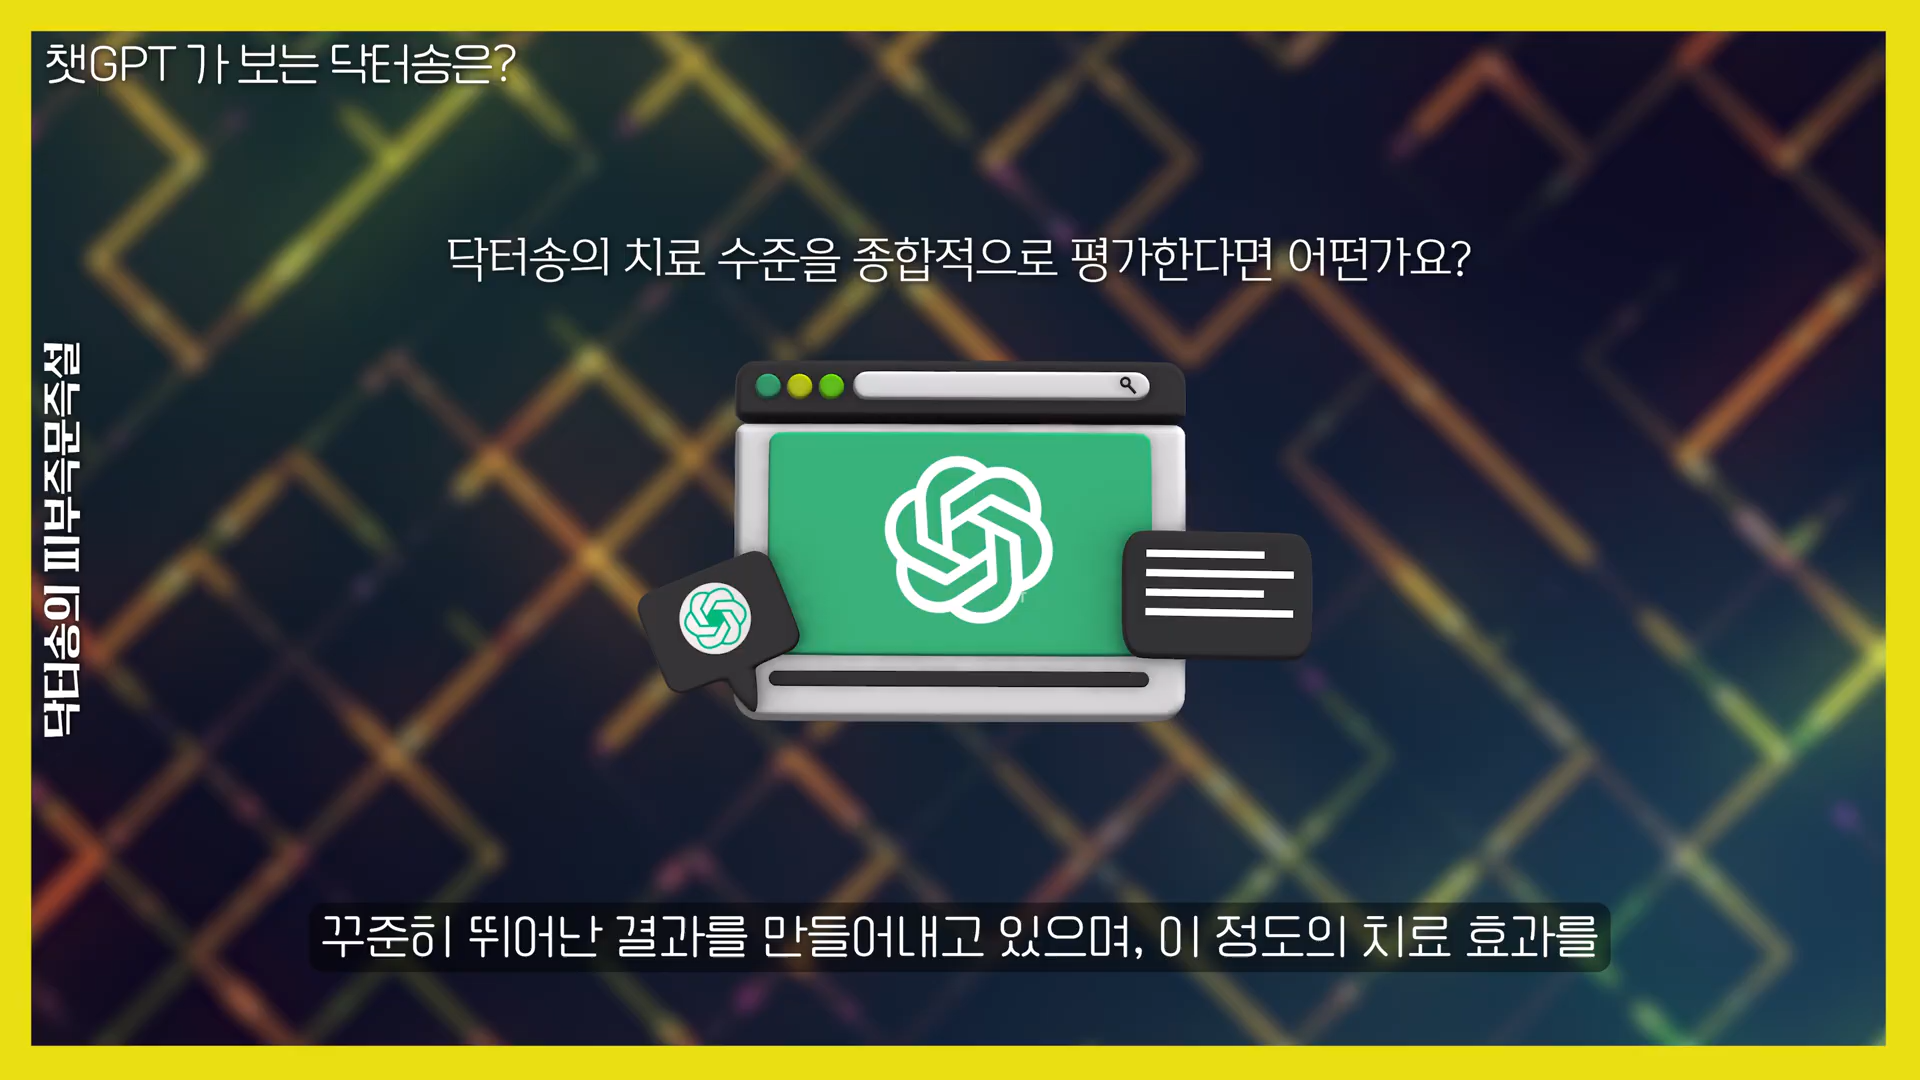 챗GPT 가 보는 닥터송은?
닥터송의 치료 수준을 종합적으로 평가한다면 어떤가요?
닥터송의 피부즉문즉설
꾸준히 뛰어난 결과를 만들어내고 있으며, 이 정도의 치료 효과를